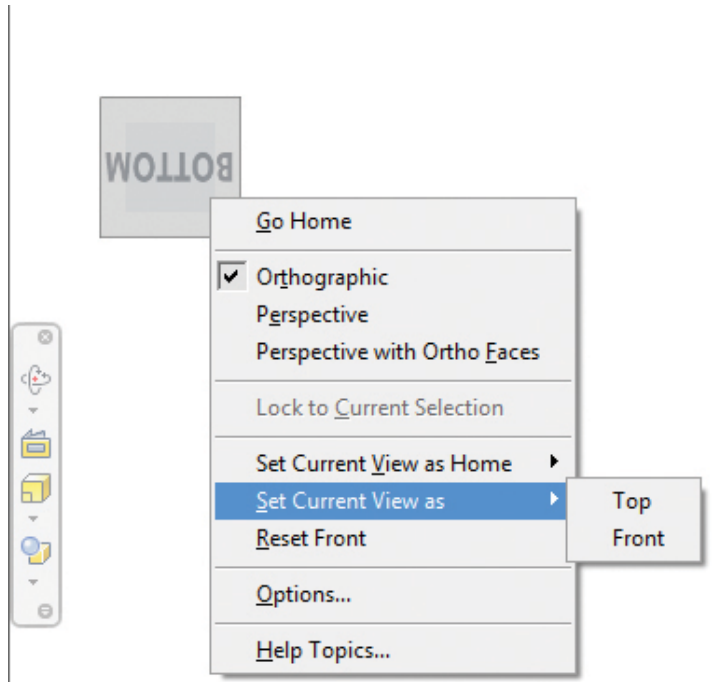 BOTTOM
Go Home
Orthographic
Perspective
Perspective with Ortho Faces
Lock to Current Selection
Set Current View as Home
Set Current View as
Top
Reset Front
Front
Options...
Help Topics...